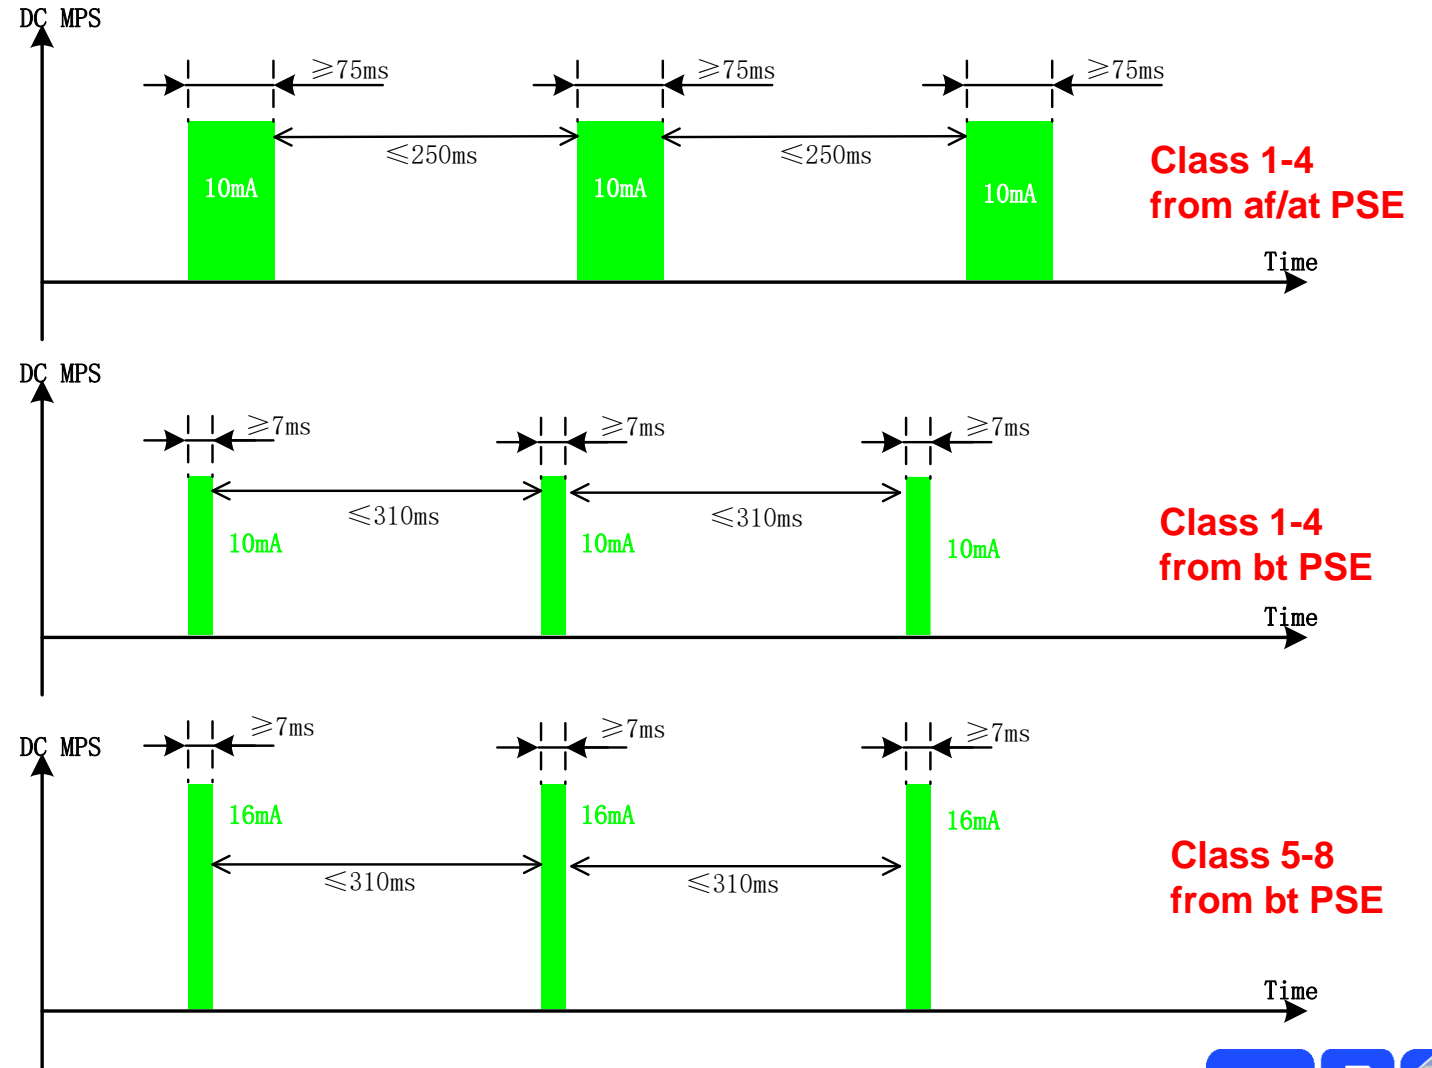 DC MPS
≥75ms ≥75ms ≥75ms
≤250ms ≤250ms
10mA 10mA 10mA
Class 1-4
from af/at PSE
Time
DC MPS
≥7ms ≥7ms ≥7ms
≤310ms ≤310ms
10mA 10mA 10mA
Class 1-4
from bt PSE
Time
≥7ms ≥7ms ≥7ms
DC MPS
16mA 16mA 16mA
≤310ms ≤310ms
Class 5-8
from bt PSE
Time